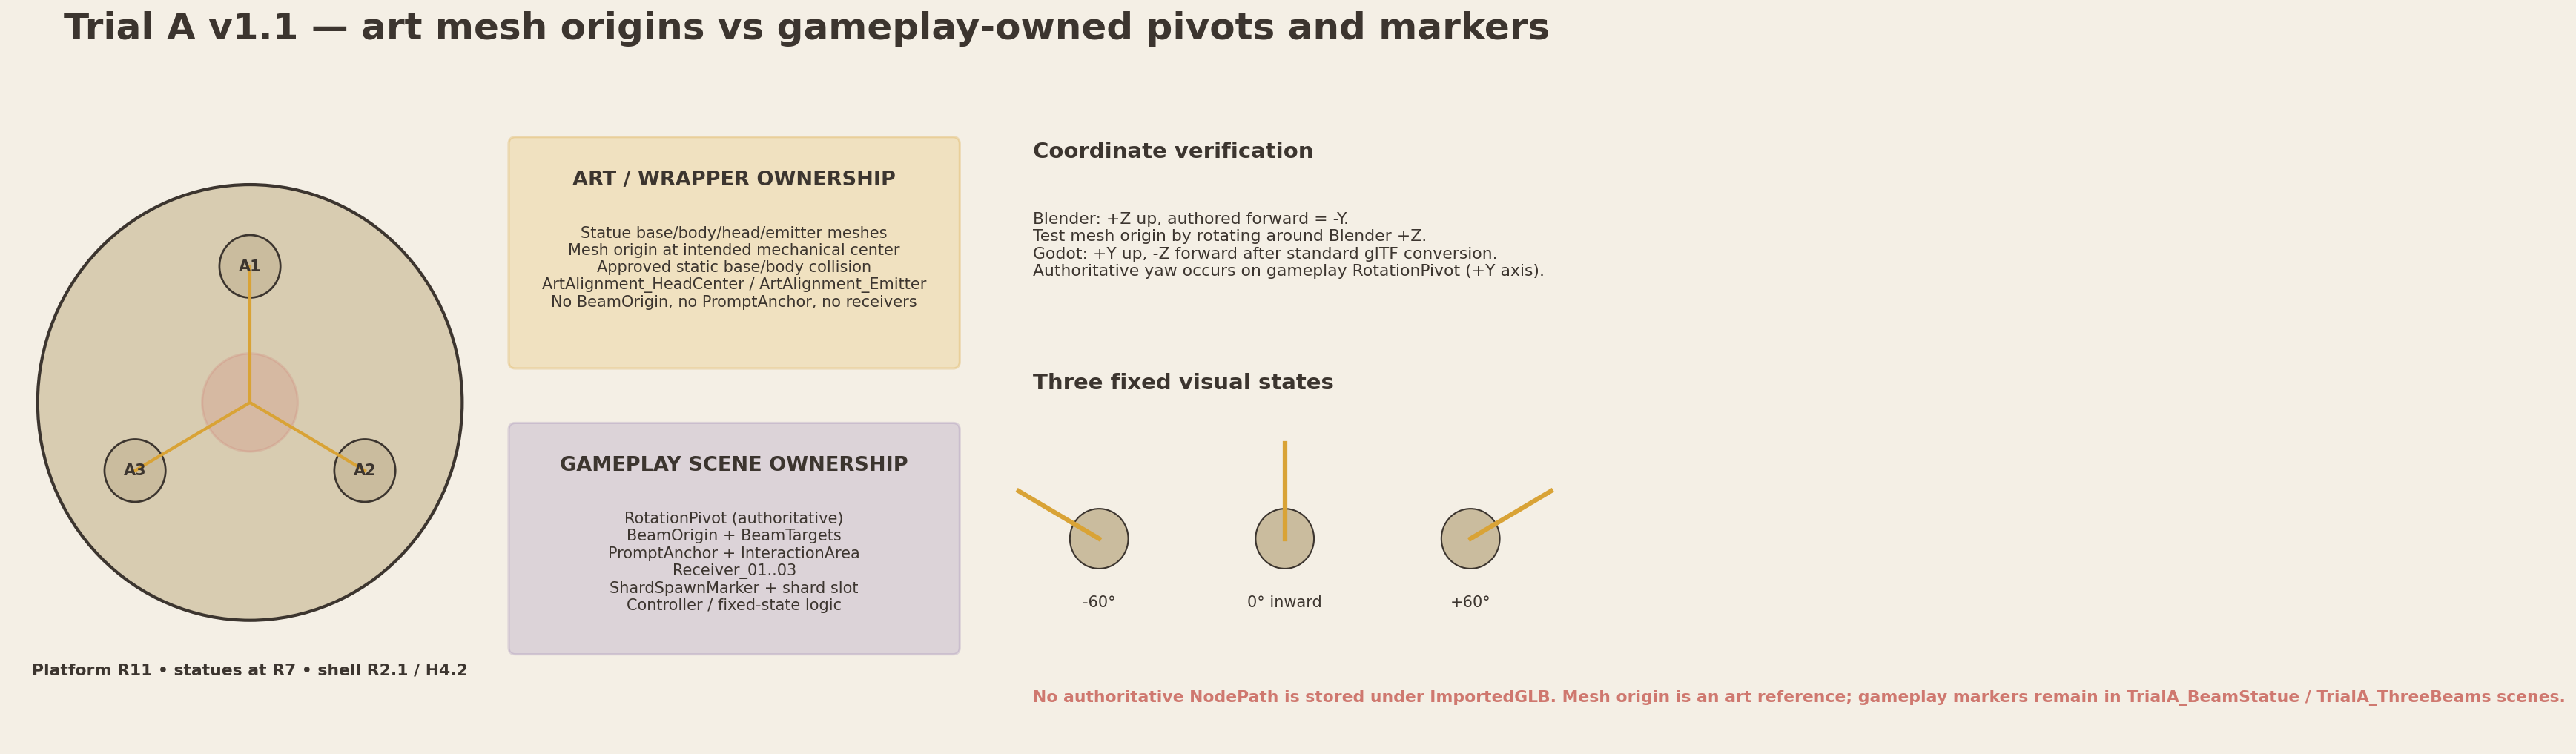 Trial A v1.1 — art mesh origins vs gameplay-owned pivots and markers
A1
A3
A2
Platform R11 • statues at R7 • shell R2.1 / H4.2
ART / WRAPPER OWNERSHIP
Statue base/body/head/emitter meshes
Mesh origin at intended mechanical center
Approved static base/body collision
ArtAlignment_HeadCenter / ArtAlignment_Emitter
No BeamOrigin, no PromptAnchor, no receivers
GAMEPLAY SCENE OWNERSHIP
RotationPivot (authoritative)
BeamOrigin + BeamTargets
PromptAnchor + InteractionArea
Receiver_01..03
ShardSpawnMarker + shard slot
Controller / fixed-state logic
Coordinate verification
Blender: +Z up, authored forward = -Y.
Test mesh origin by rotating around Blender +Z.
Godot: +Y up, -Z forward after standard glTF conversion.
Authoritative yaw occurs on gameplay RotationPivot (+Y axis).
Three fixed visual states
-60°
0° inward
+60°
No authoritative NodePath is stored under ImportedGLB. Mesh origin is an art reference; gameplay markers remain in TrialA_BeamStatue / TrialA_ThreeBeams scenes.